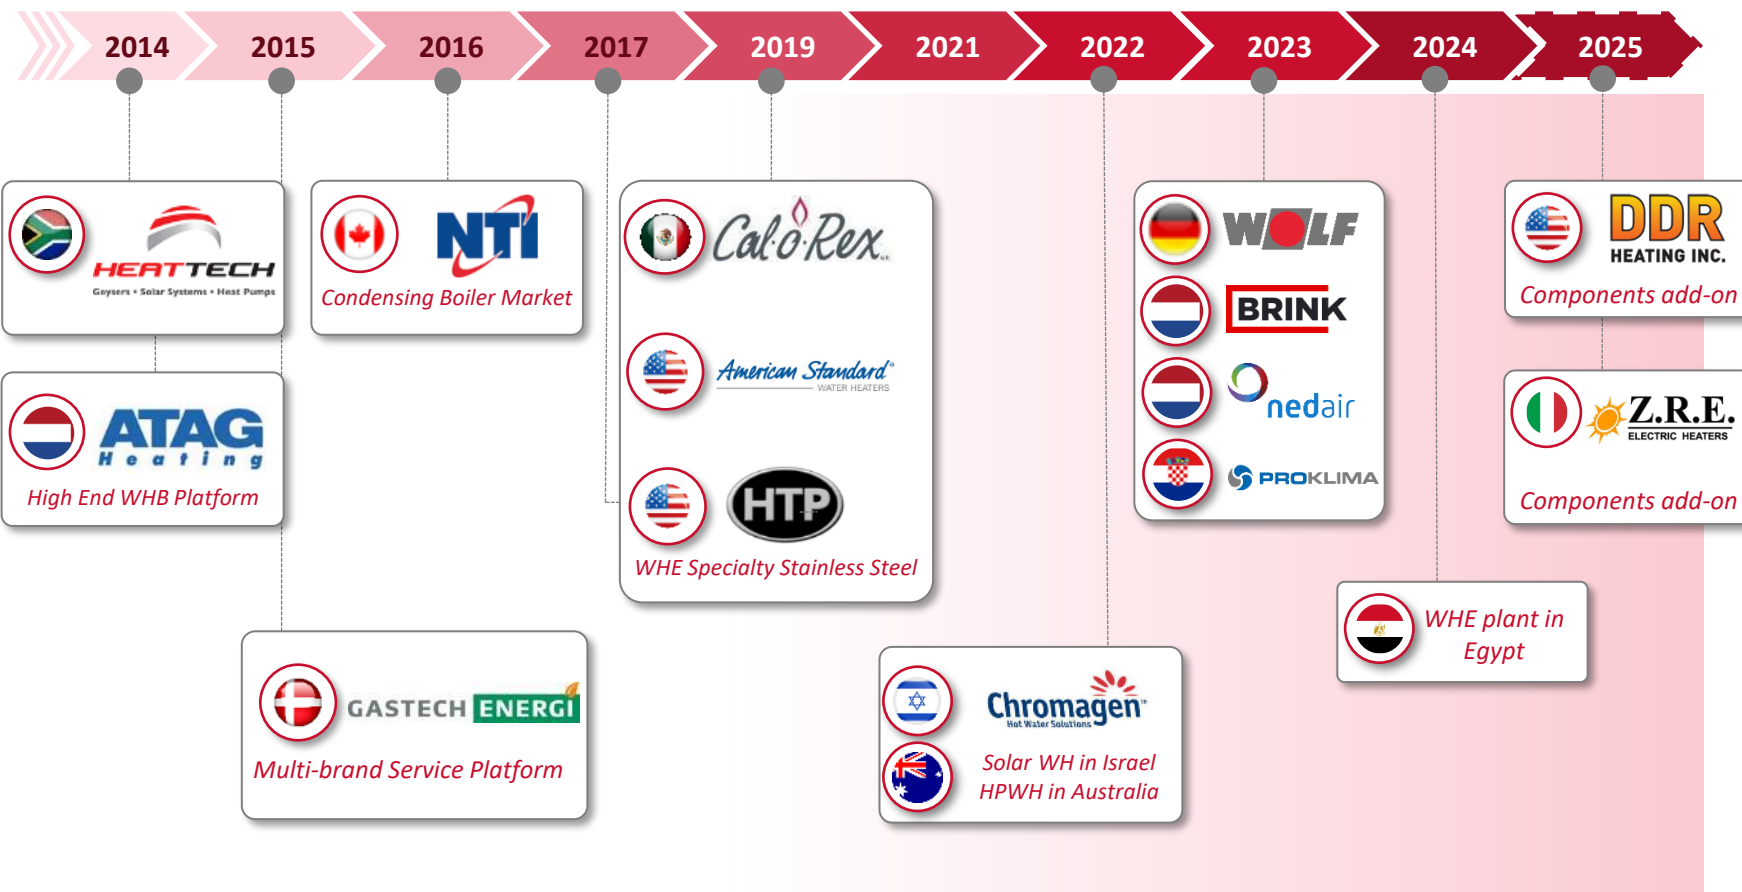 2014 2015 2016 2017 2019 2021 2022 2023 2024 2025
HEATTECH
Geysers • Solar Systems • Heat Pumps
ATAG
Heating
High End WHB Platform
GASTECH ENERGI
Multi-brand Service Platform
NTI
Condensing Boiler Market
Cal-o-Rex
American Standard®
WATER HEATERS
HTP
WHE Specialty Stainless Steel
Chromagen™
Hot Water Solutions
Solar WH in Israel
HPWH in Australia
WOLF
BRINK
nedair
PROKLIMA
WHE plant in
Egypt
DDR
HEATING INC.
Components add-on
Z.R.E.
ELECTRIC HEATERS
Components add-on